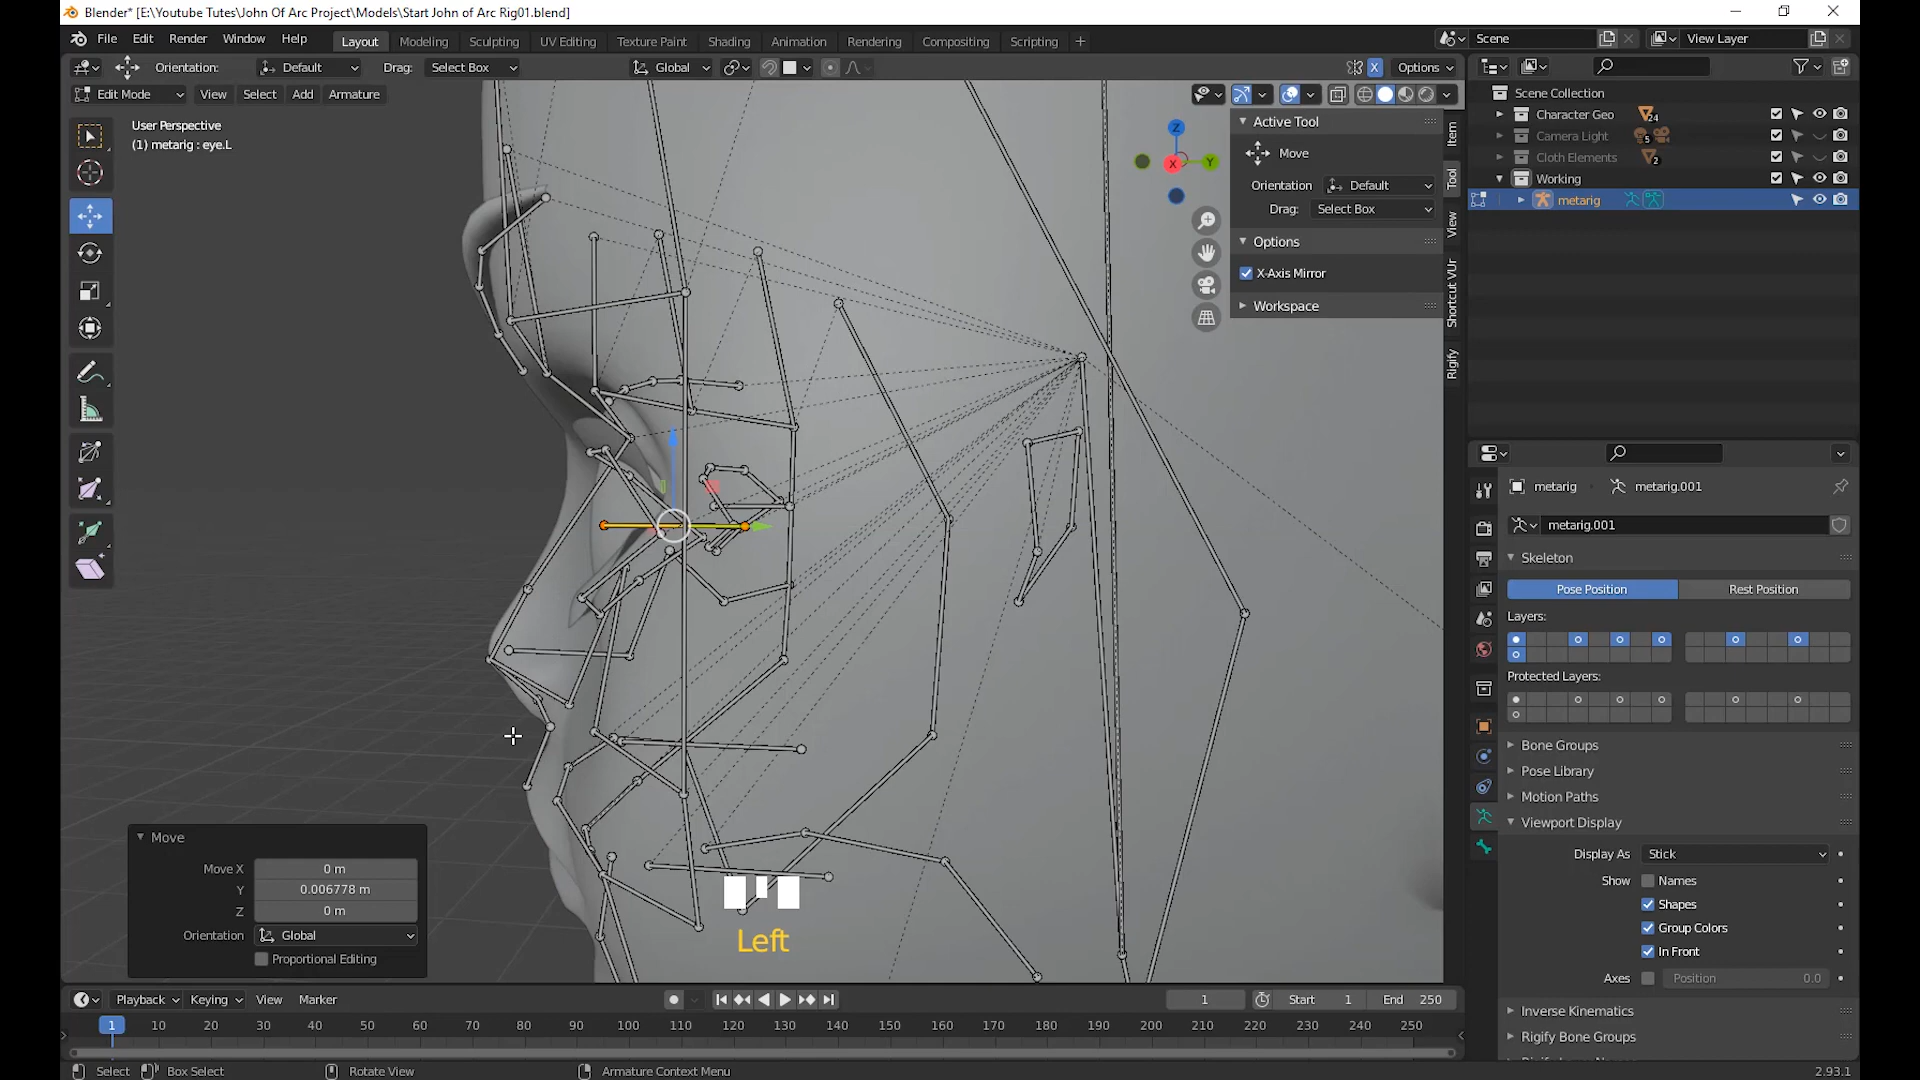 Blender* [E:\Youtube Tutes\John Of Arc Project\Models\Start John of Arc Rig01.blend]
File Edit Render Window Help Layout Modeling Sculpting UV Editing Texture Paint Shading Animation Rendering Compositing Scripting + Scene View Layer
Orientation: Default Drag: Select Box Global Options
Edit Mode View Select Add Armature
User Perspective
(1) metarig : eye.L
Z
Y
X
Active Tool
Move
Orientation Default
Drag: Select Box
Options
X-Axis Mirror
Workspace
Item
Tool
View
Shortcut VUr
Rigify
Scene Collection
Character Geo 24
Camera Light 5
Cloth Elements 2
Working
metarig
metarig metarig.001
metarig.001
Skeleton
Pose Position Rest Position
Layers:
Protected Layers:
Bone Groups
Pose Library
Motion Paths
Viewport Display
Display As Stick
Show Names
Shapes
Group Colors
In Front
Axes Position 0.0
Inverse Kinematics
Rigify Bone Groups
Move
Move X 0 m
Y 0.006778 m
Z 0 m
Orientation Global
Proportional Editing
Left
Playback Keying View Marker 1 Start 1 End 250
1 10 20 30 40 50 60 70 80 90 100 110 120 130 140 150 160 170 180 190 200 210 220 230 240 250
Select Box Select Rotate View Armature Context Menu 2.93.1